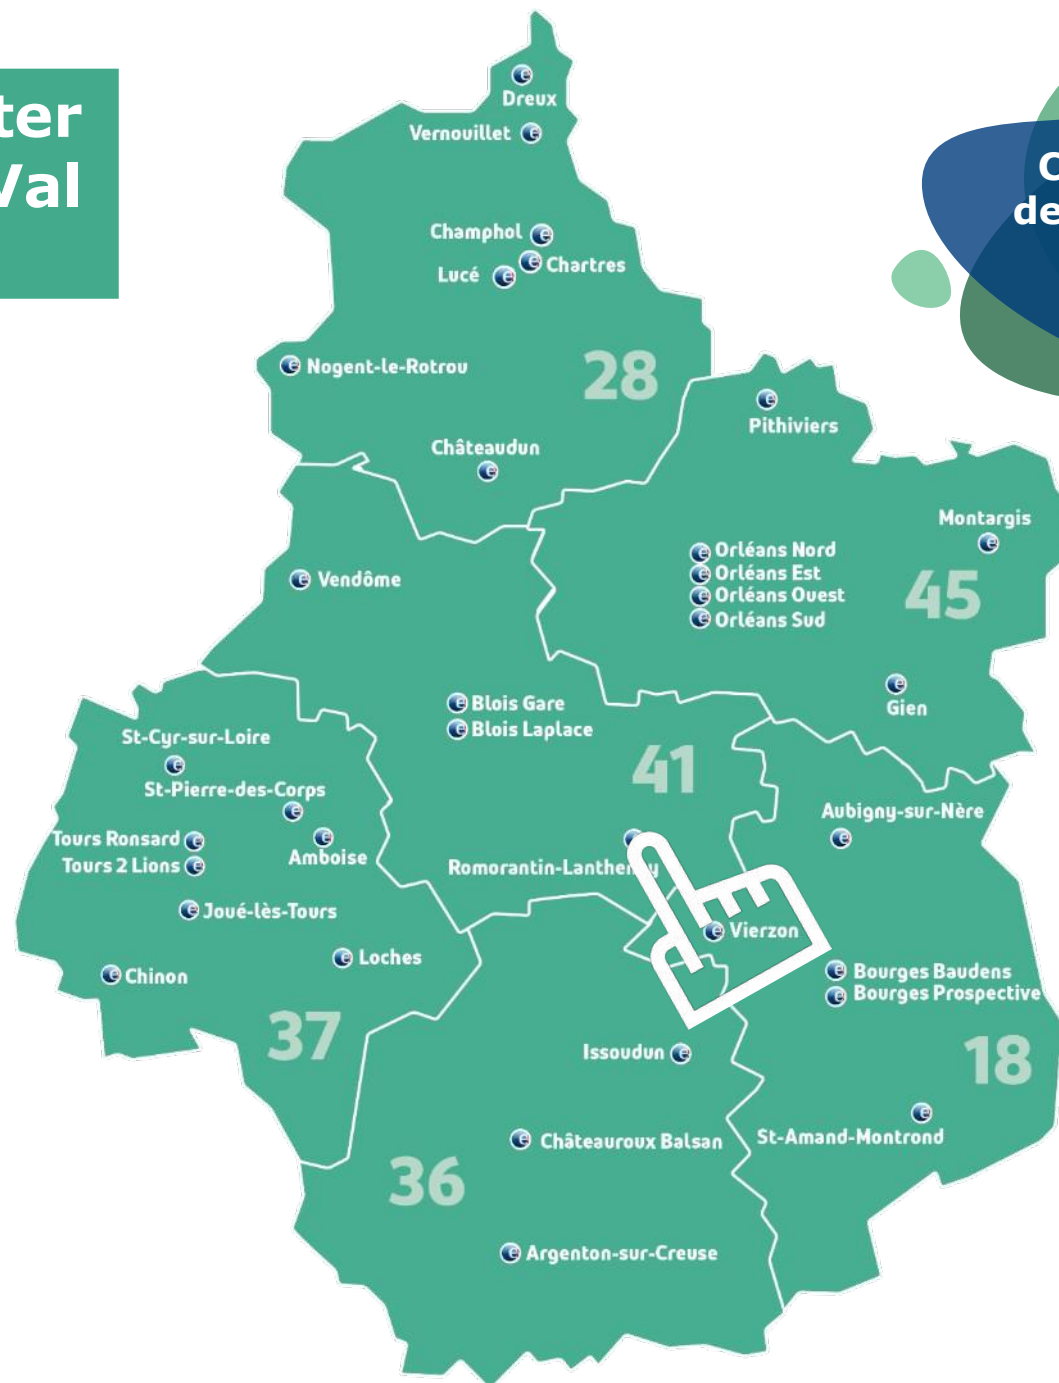 ter
Val
C
de
Dreux
Vernouillet
Champhol
Chartres
Lucé
Nogent-le-Rotrou
28
Châteaudun
Pithiviers
Montargis
Orléans Nord
Orléans Est
Orléans Ouest
Orléans Sud
45
Vendôme
Gien
Blois Gare
Blois Laplace
41
St-Cyr-sur-Loire
St-Pierre-des-Corps
Tours Ronsard
Tours 2 Lions
Amboise
Aubigny-sur-Nère
Joué-lès-Tours
Vierzon
Loches
Chinon
Bourges Baudens
Bourges Prospective
37
Issoudun
18
Châteauroux Balsan
St-Amand-Montrond
36
Argenton-sur-Creuse